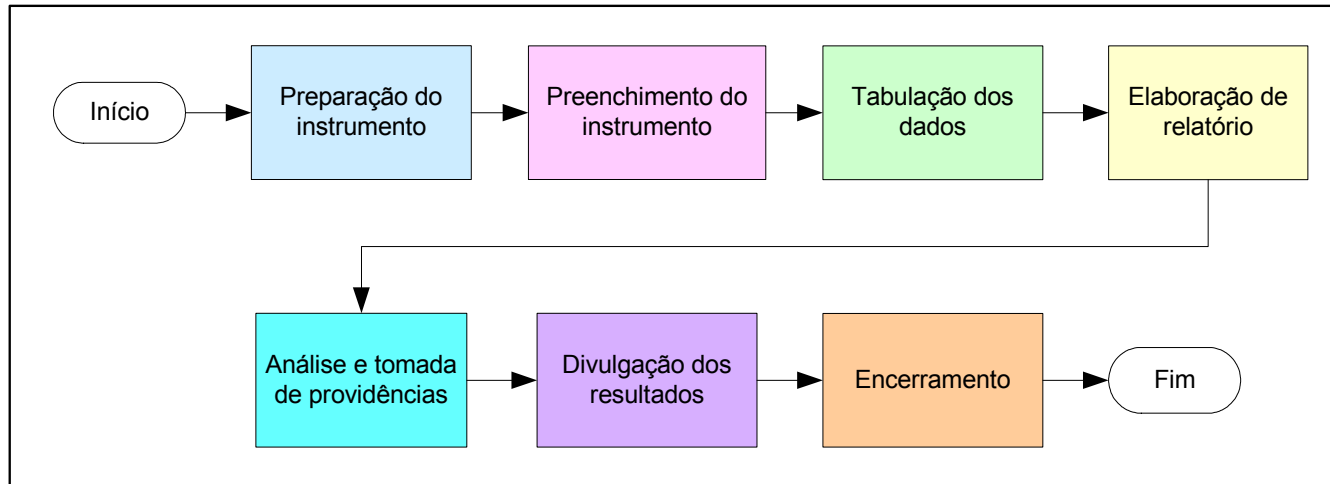 Início
Preparação do
instrumento
Preenchimento do
instrumento
Tabulação dos
dados
Elaboração de
relatório
Análise e tomada
de providências
Divulgação dos
resultados
Encerramento
Fim